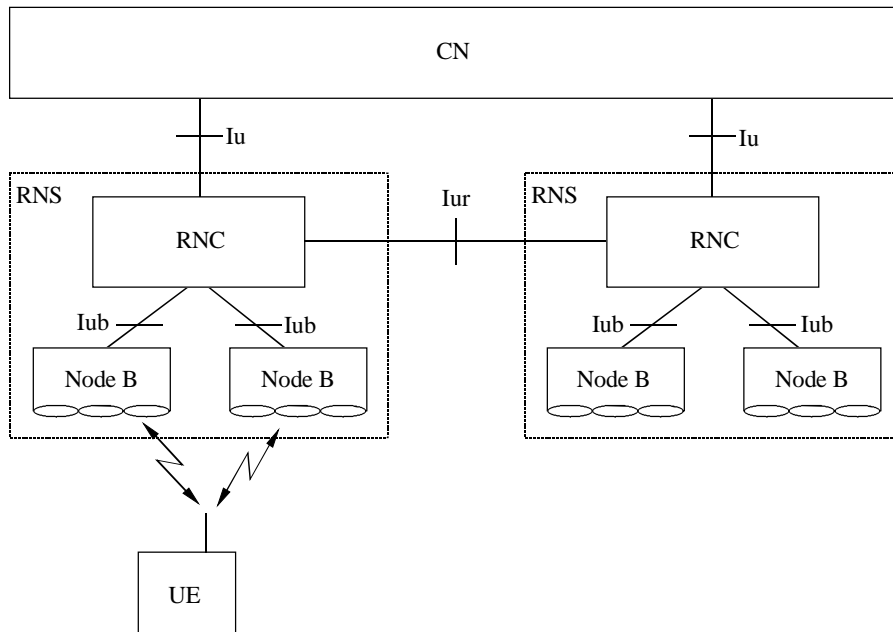 CN
Iu
Iu
RNS
RNC
Iur
RNS
RNC
Iub
Iub
Iub
Iub
Node B
Node B
Node B
Node B
UE